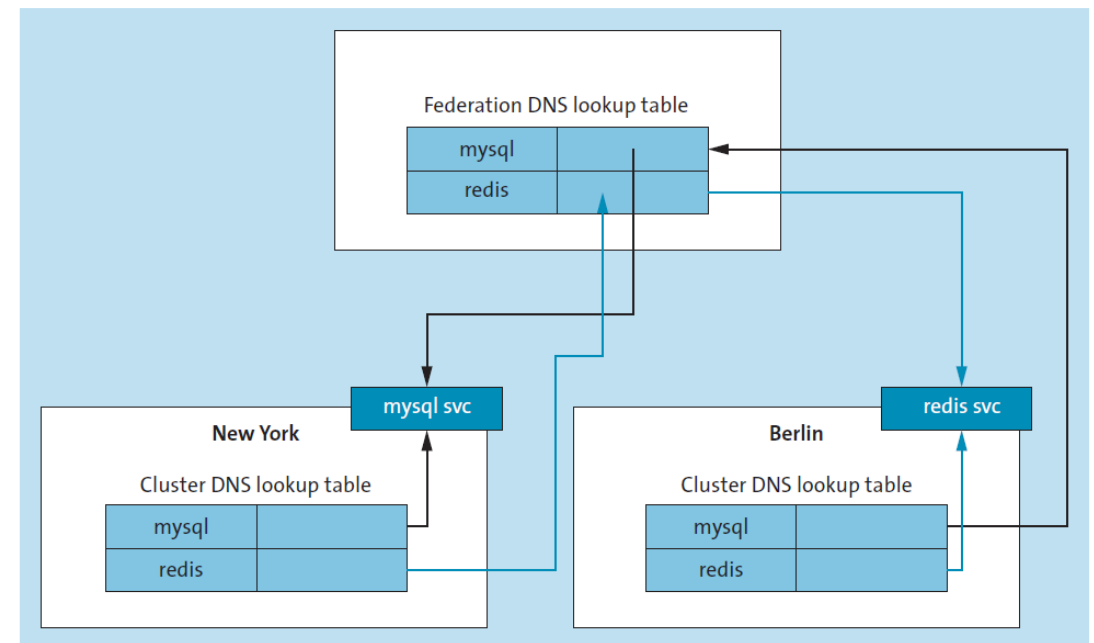 Federation DNS lookup table
mysql
redis
mysql svc
New York
Cluster DNS lookup table
mysql
redis
redis svc
Berlin
Cluster DNS lookup table
mysql
redis